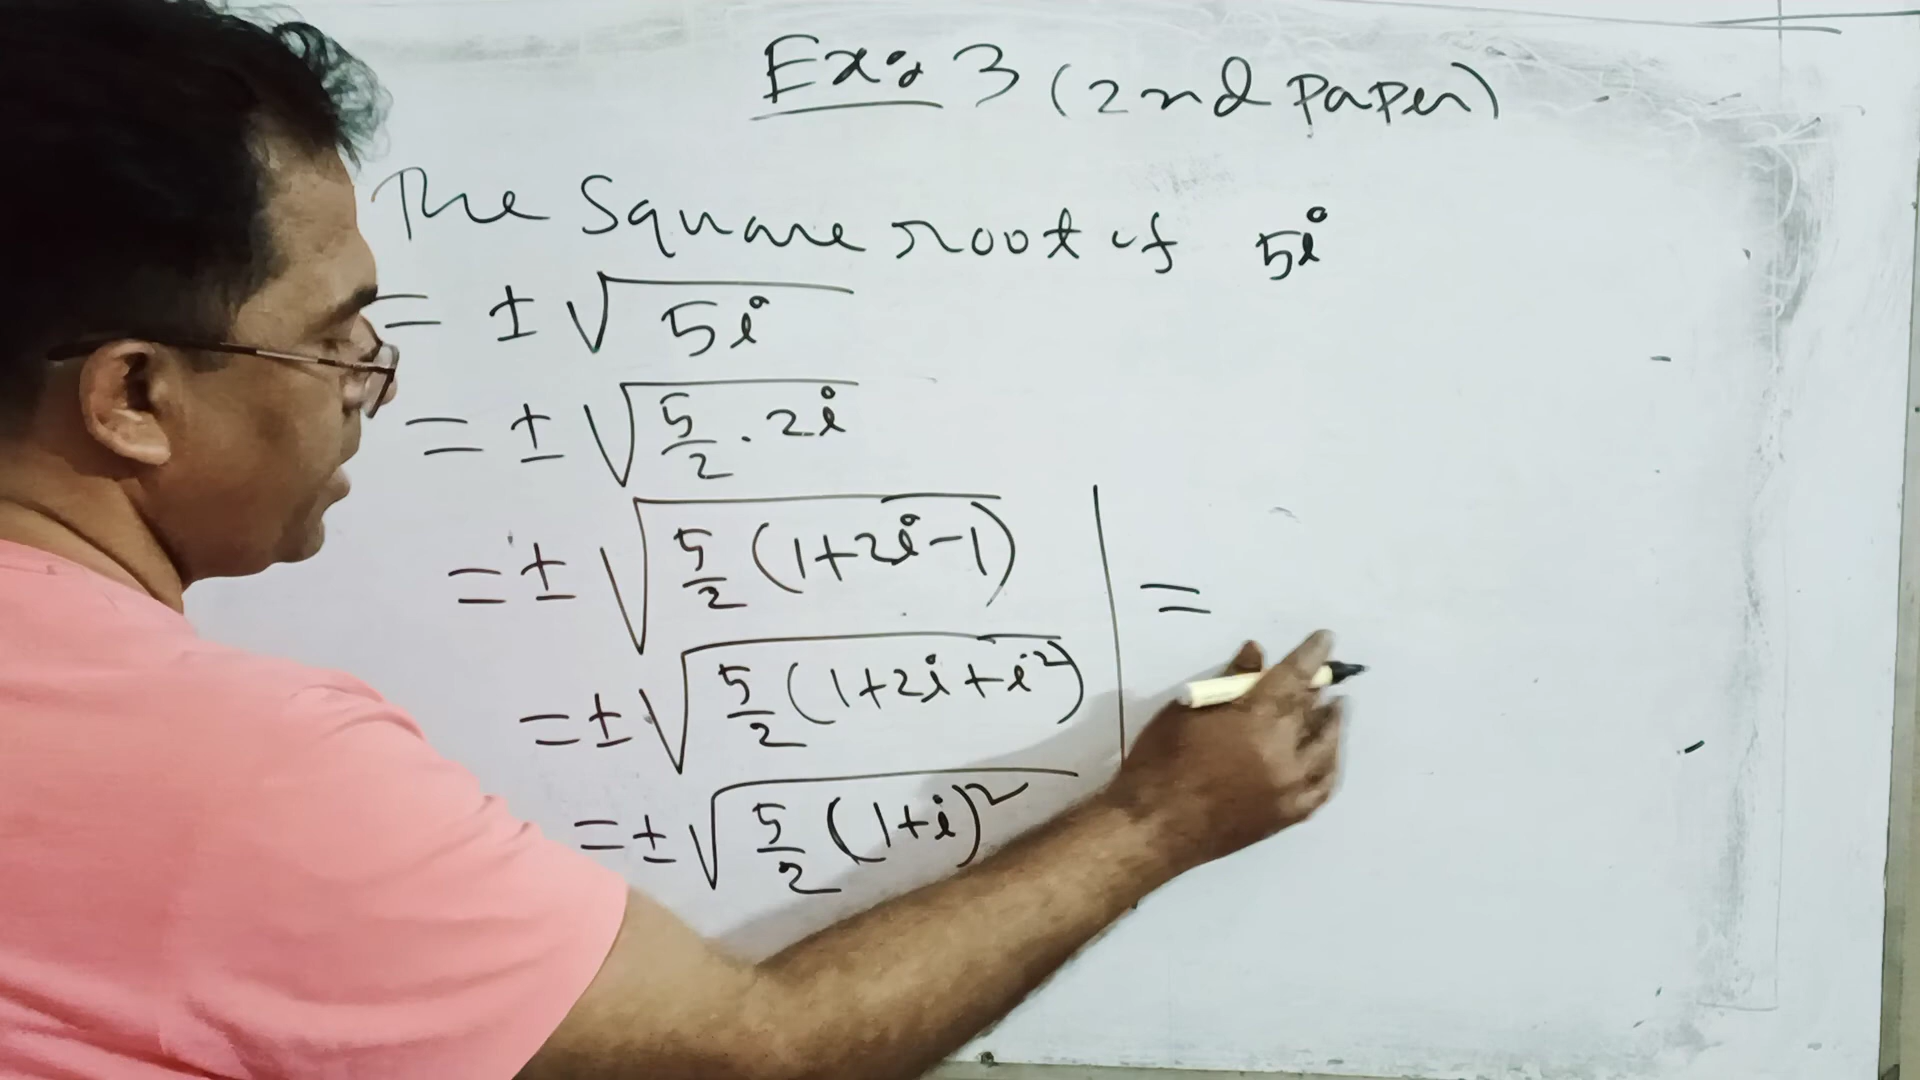 Ex: 3 (2nd paper)
The Square root of 5i
= ± √5i
= ± √5/2 . 2i
= ± √5/2 (1+2i-1)
= ± √5/2 (1+2i+i²)
= ± √5/2 (1+i)²
=